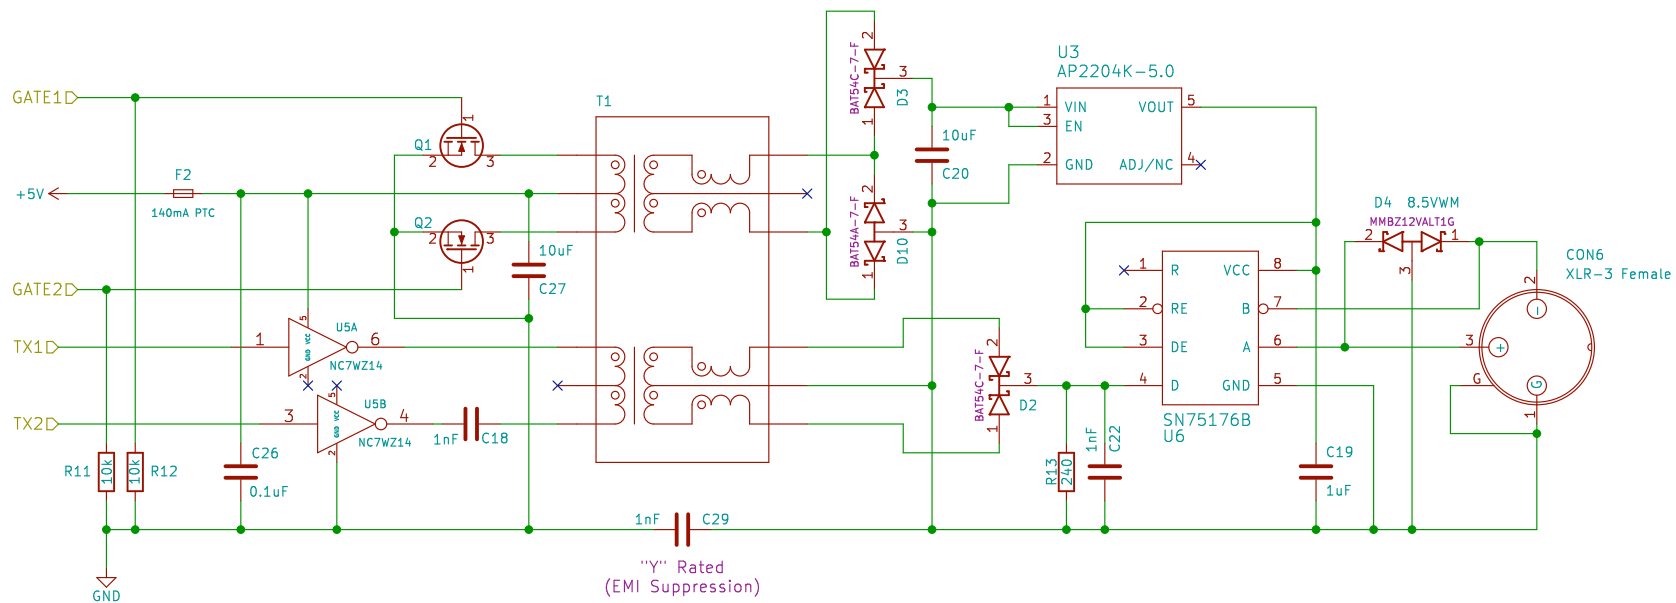 GATE1
+5V
F2
140mA PTC
GATE2
TX1
TX2
R11
10k
10k
R12
GND
C26
0.1uF
Q1
1
2
3
Q2
2
3
1
10uF
C27
1
5
U5A
GND VCC
6
2
NC7WZ14
3
5
U5B
GND VCC
4
2
NC7WZ14
1nF
C18
T1
1nF
C29
"Y" Rated
(EMI Suppression)
2
BAT54C-7-F
3
D3
1
2
BAT54A-7-F
3
D10
1
10uF
C20
U3
AP2204K-5.0
1
VIN
VOUT
5
3
EN
2
GND
ADJ/NC
4
2
BAT54C-7-F
3
D2
1
R13
240
1nF
C22
1
R
VCC
8
2
RE
B
7
3
DE
A
6
4
D
GND
5
SN75176B
U6
C19
1uF
D4 8.5VWM
MMBZ12VALT1G
2
1
3
CON6
XLR-3 Female
2
−
3
+
G
G
1